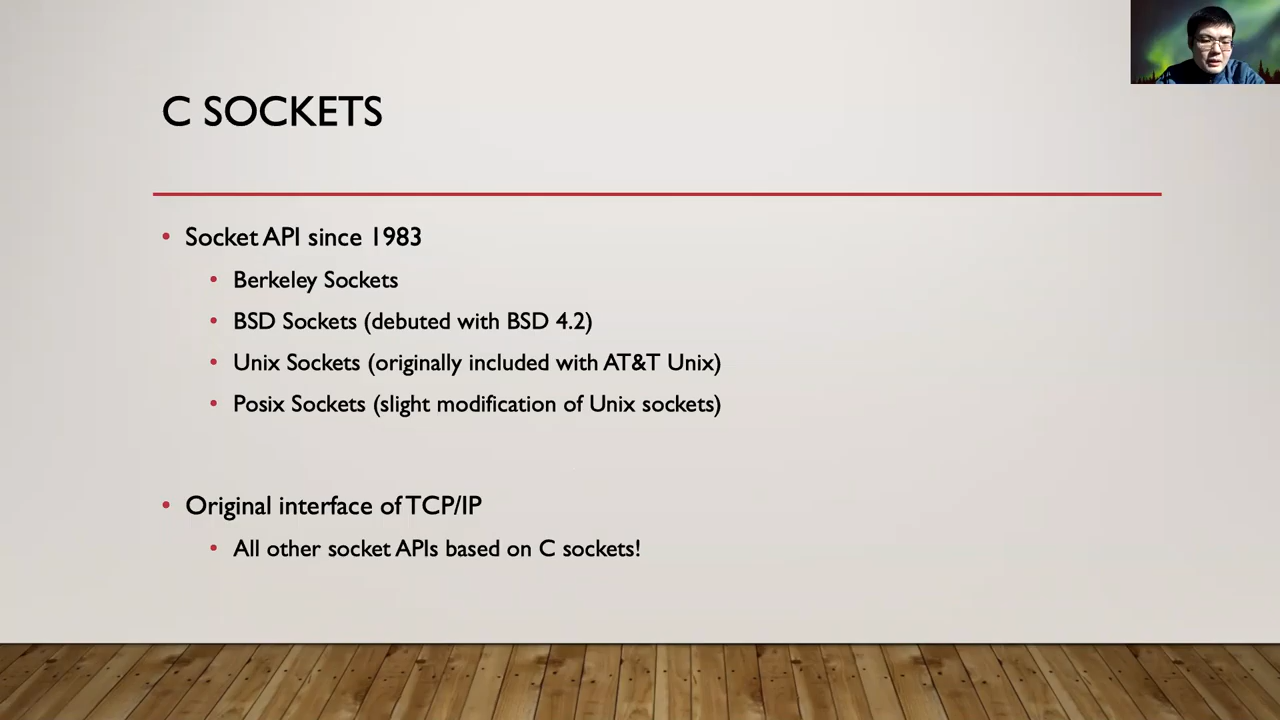 C SOCKETS
• Socket API since 1983
• Berkeley Sockets
• BSD Sockets (debuted with BSD 4.2)
• Unix Sockets (originally included with AT&T Unix)
• Posix Sockets (slight modification of Unix sockets)
• Original interface of TCP/IP
• All other socket APIs based on C sockets!